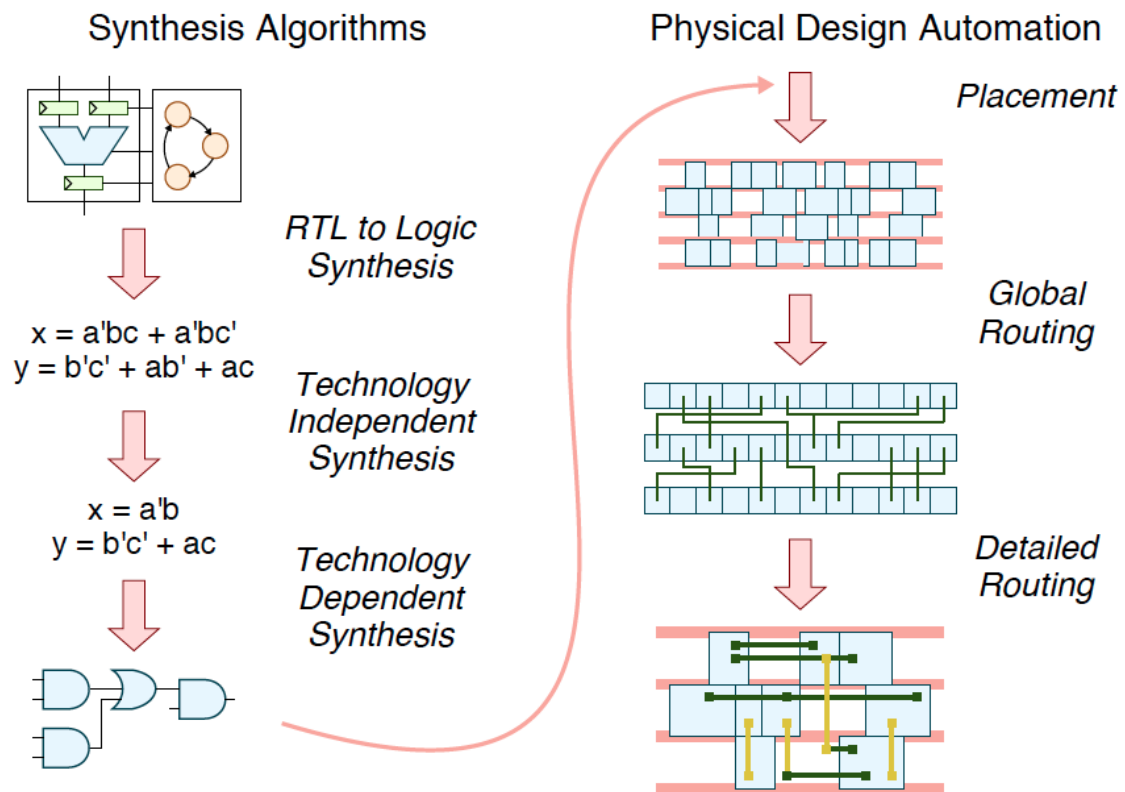 Synthesis Algorithms
RTL to Logic
Synthesis
x = a'bc + a'bc'
y = b'c' + ab' + ac
Technology
Independent
Synthesis
x = a'b
y = b'c' + ac
Technology
Dependent
Synthesis
Physical Design Automation
Placement
Global
Routing
Detailed
Routing